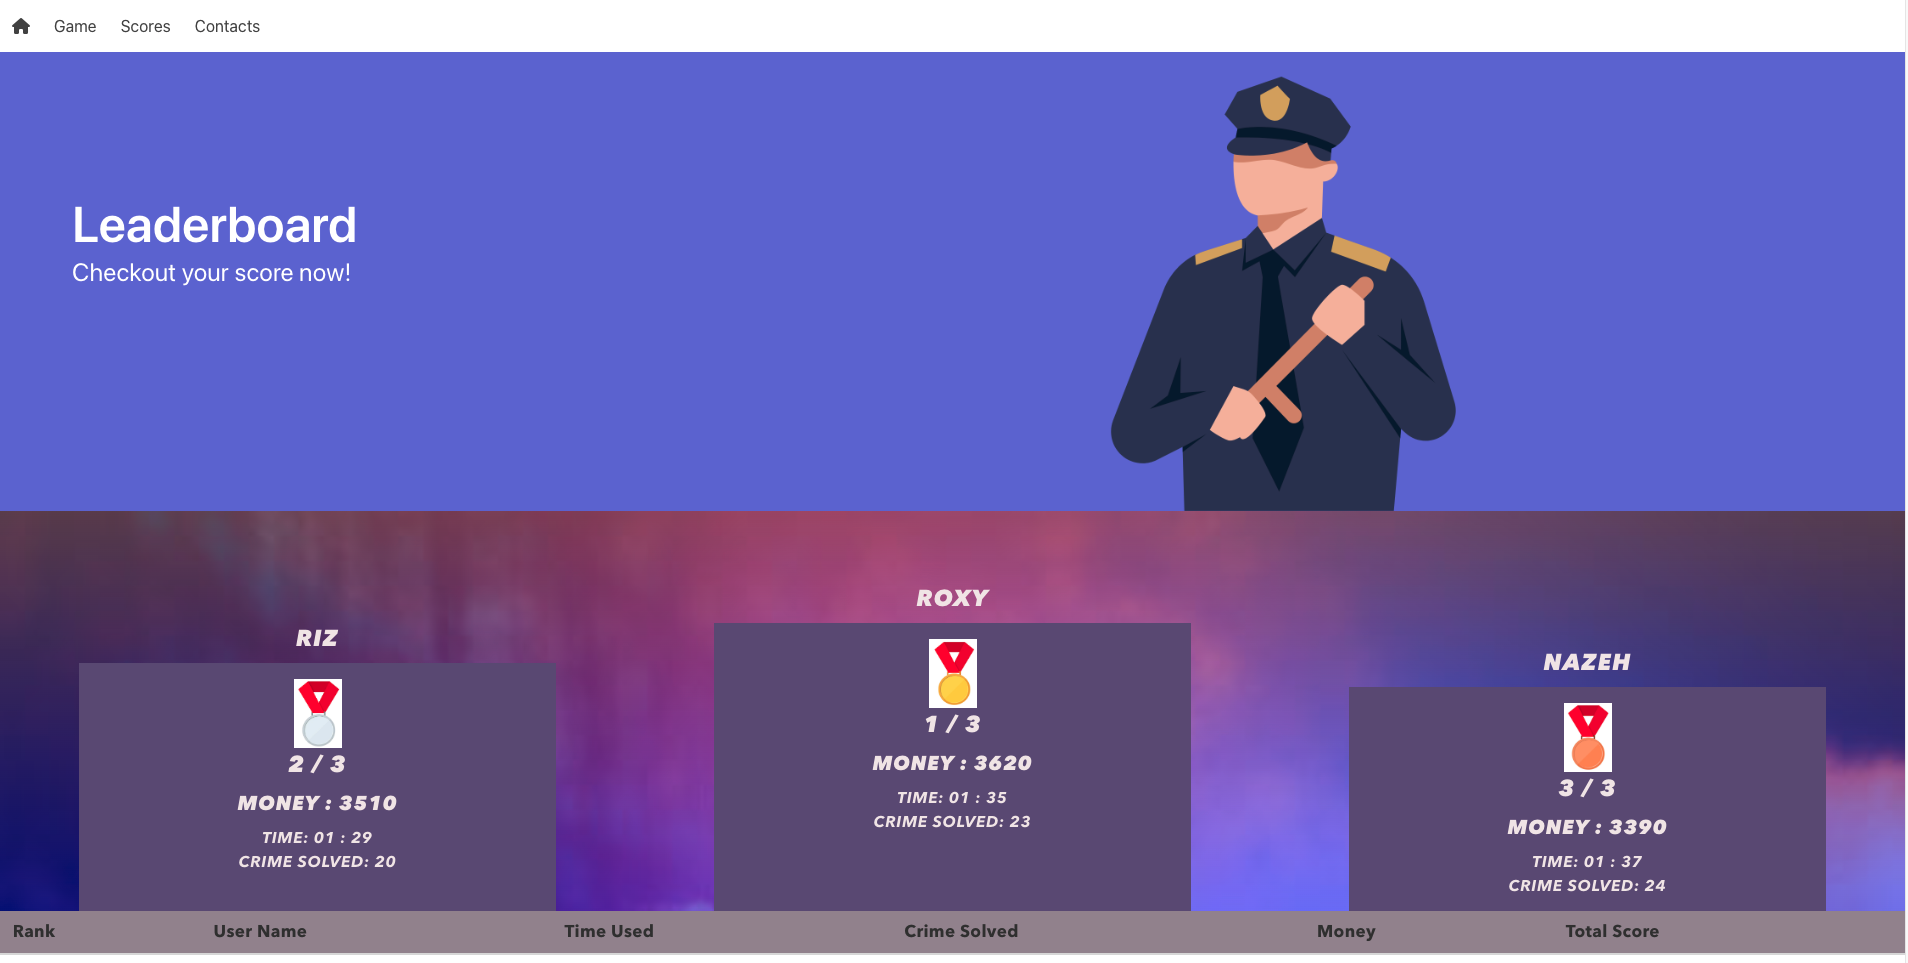 Game Scores Contacts
Leaderboard
Checkout your score now!
RIZ
2 / 3
MONEY : 3510
TIME: 01 : 29
CRIME SOLVED: 20
ROXY
1 / 3
MONEY : 3620
TIME: 01 : 35
CRIME SOLVED: 23
NAZEH
3 / 3
MONEY : 3390
TIME: 01 : 37
CRIME SOLVED: 24
Rank User Name Time Used Crime Solved Money Total Score